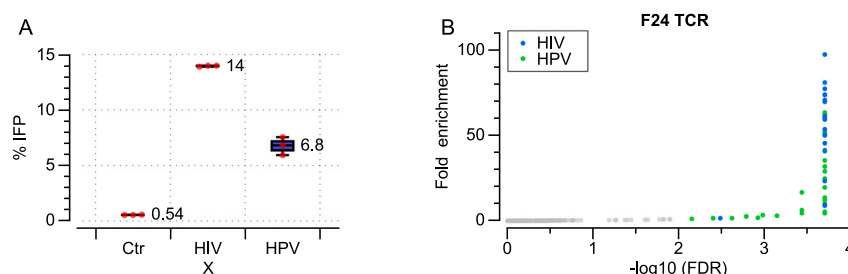 A
15
10
5
0
% IFP
14
6.8
0.54
Ctr HIV HPV
X
B
F24 TCR
HIV
HPV
100
50
0
Fold enrichment
0 1 2 3 4
-log10 (FDR)